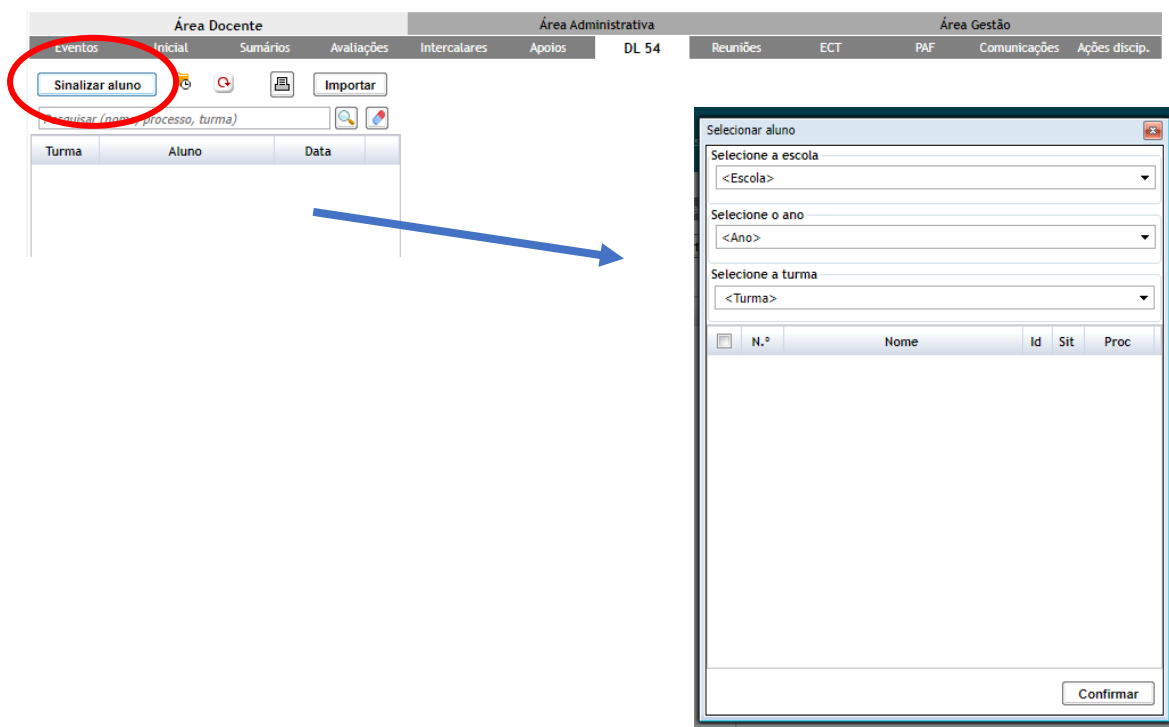 Área Docente Área Administrativa Área Gestão
Eventos Inicial Sumários Avaliações Intercalares Apoios DL 54 Reuniões ECT PAF Comunicações Ações discip.
Sinalizar aluno Importar
Pesquisar (nome, processo, turma)
Turma Aluno Data
Selecionar aluno
Selecione a escola
<Escola>
Selecione o ano
<Ano>
Selecione a turma
<Turma>
N.º Nome Id Sit Proc
Confirmar